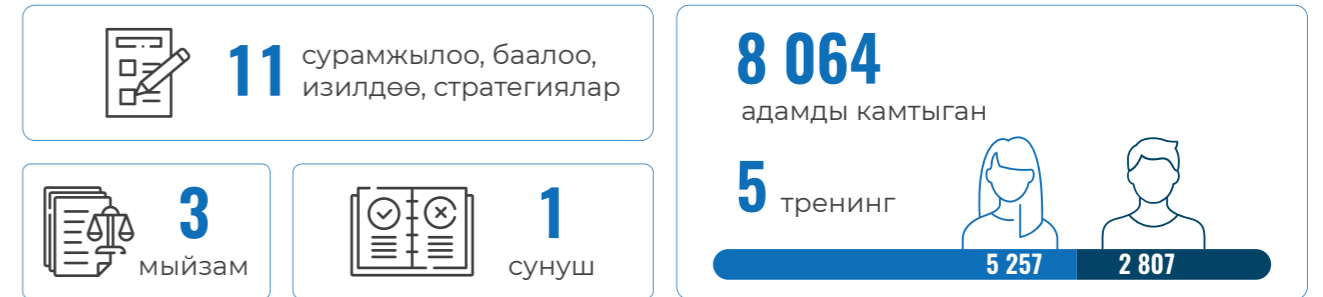 11 сурамжылоо, баалоо,
изилдөө, стратегиялар
3
мыйзам
1
сунуш
8 064
адамды камтыган
5 тренинг
5 257 2 807